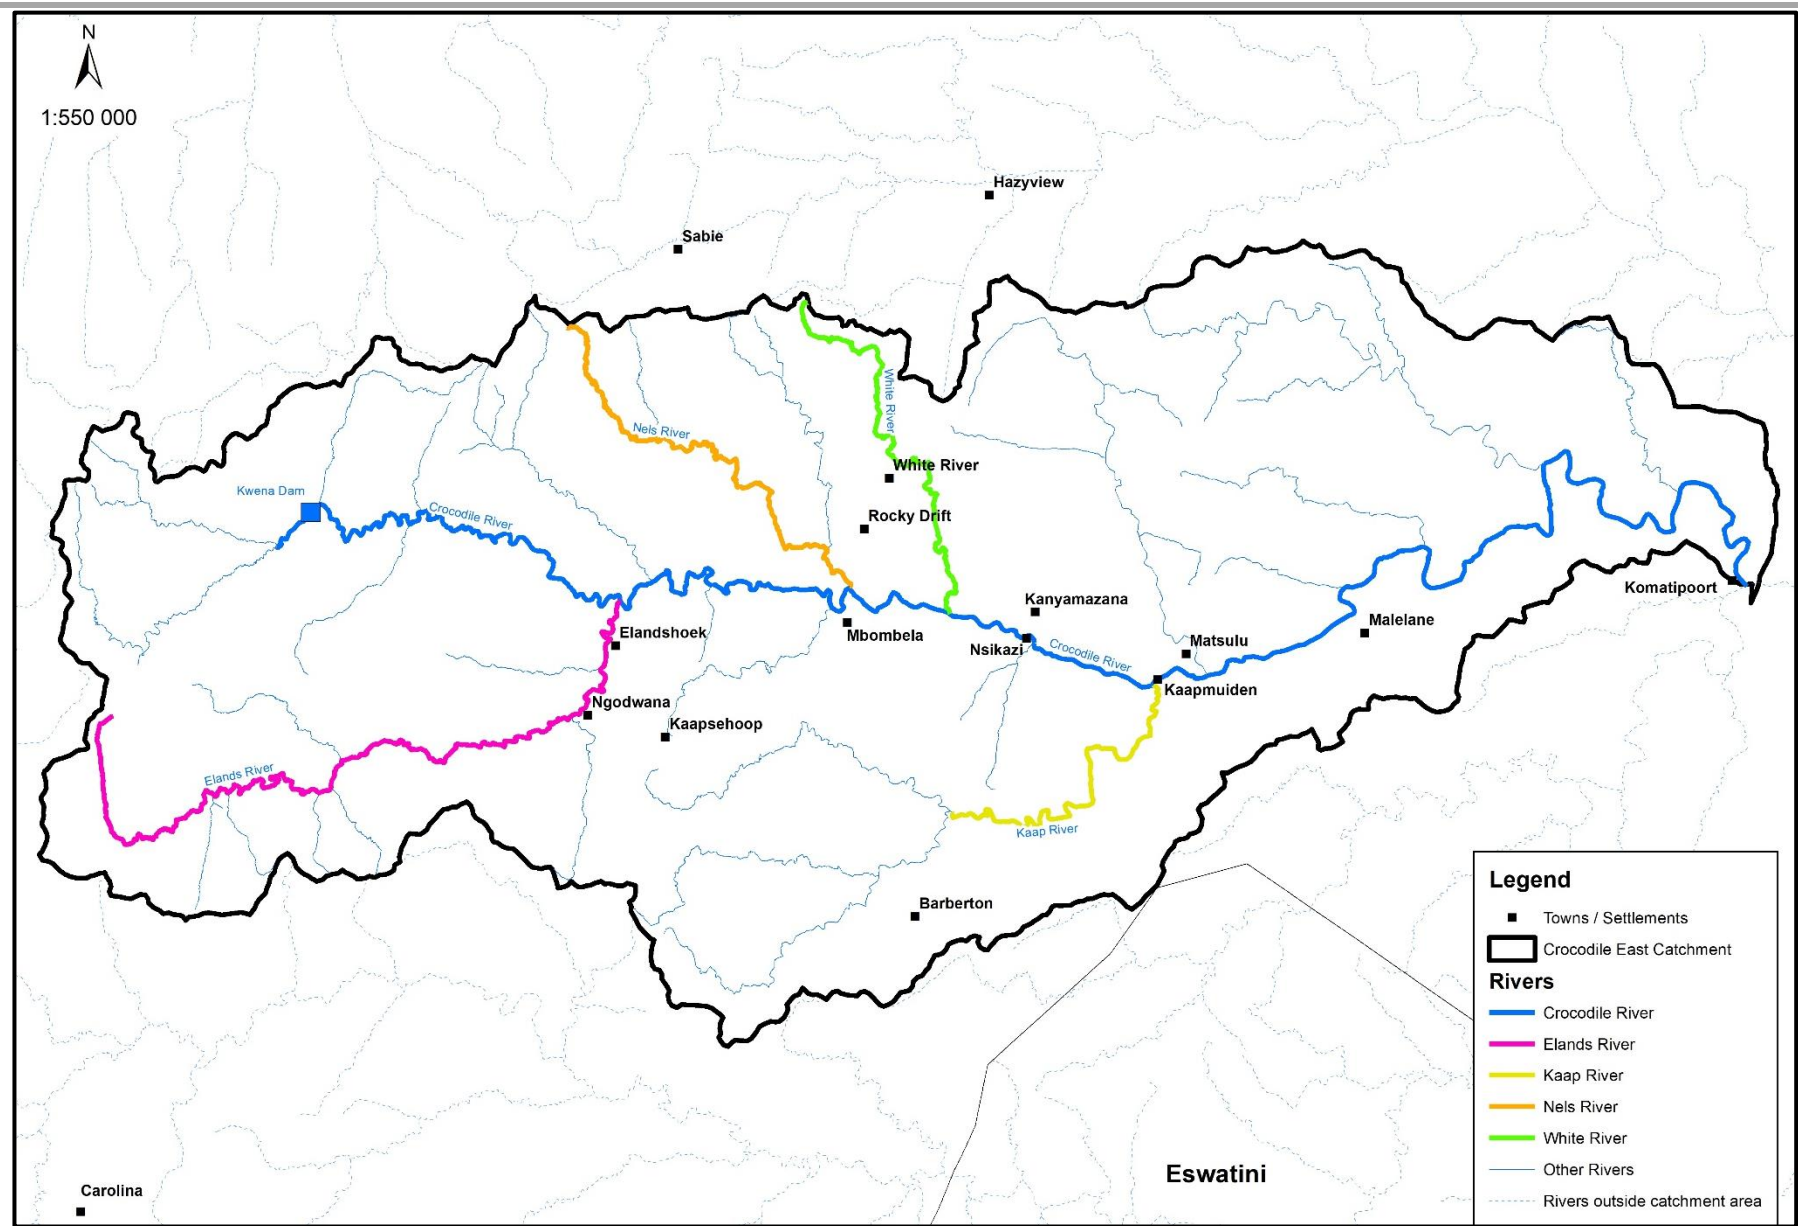 N
1:550 000
Hazyview
Sabie
White River
Nels River
White River
Kwena Dam
Crocodile River
Rocky Drift
Komatipoort
Kanyamazana
Malelane
Elandshoek
Mbombela
Matsulu
Nsikazi
Crocodile River
Kaapmuiden
Ngodwana
Kaapsehoop
Elands River
Kaap River
Barberton
Legend
Towns / Settlements
Crocodile East Catchment
Rivers
Crocodile River
Elands River
Kaap River
Nels River
White River
Other Rivers
Rivers outside catchment area
Eswatini
Carolina